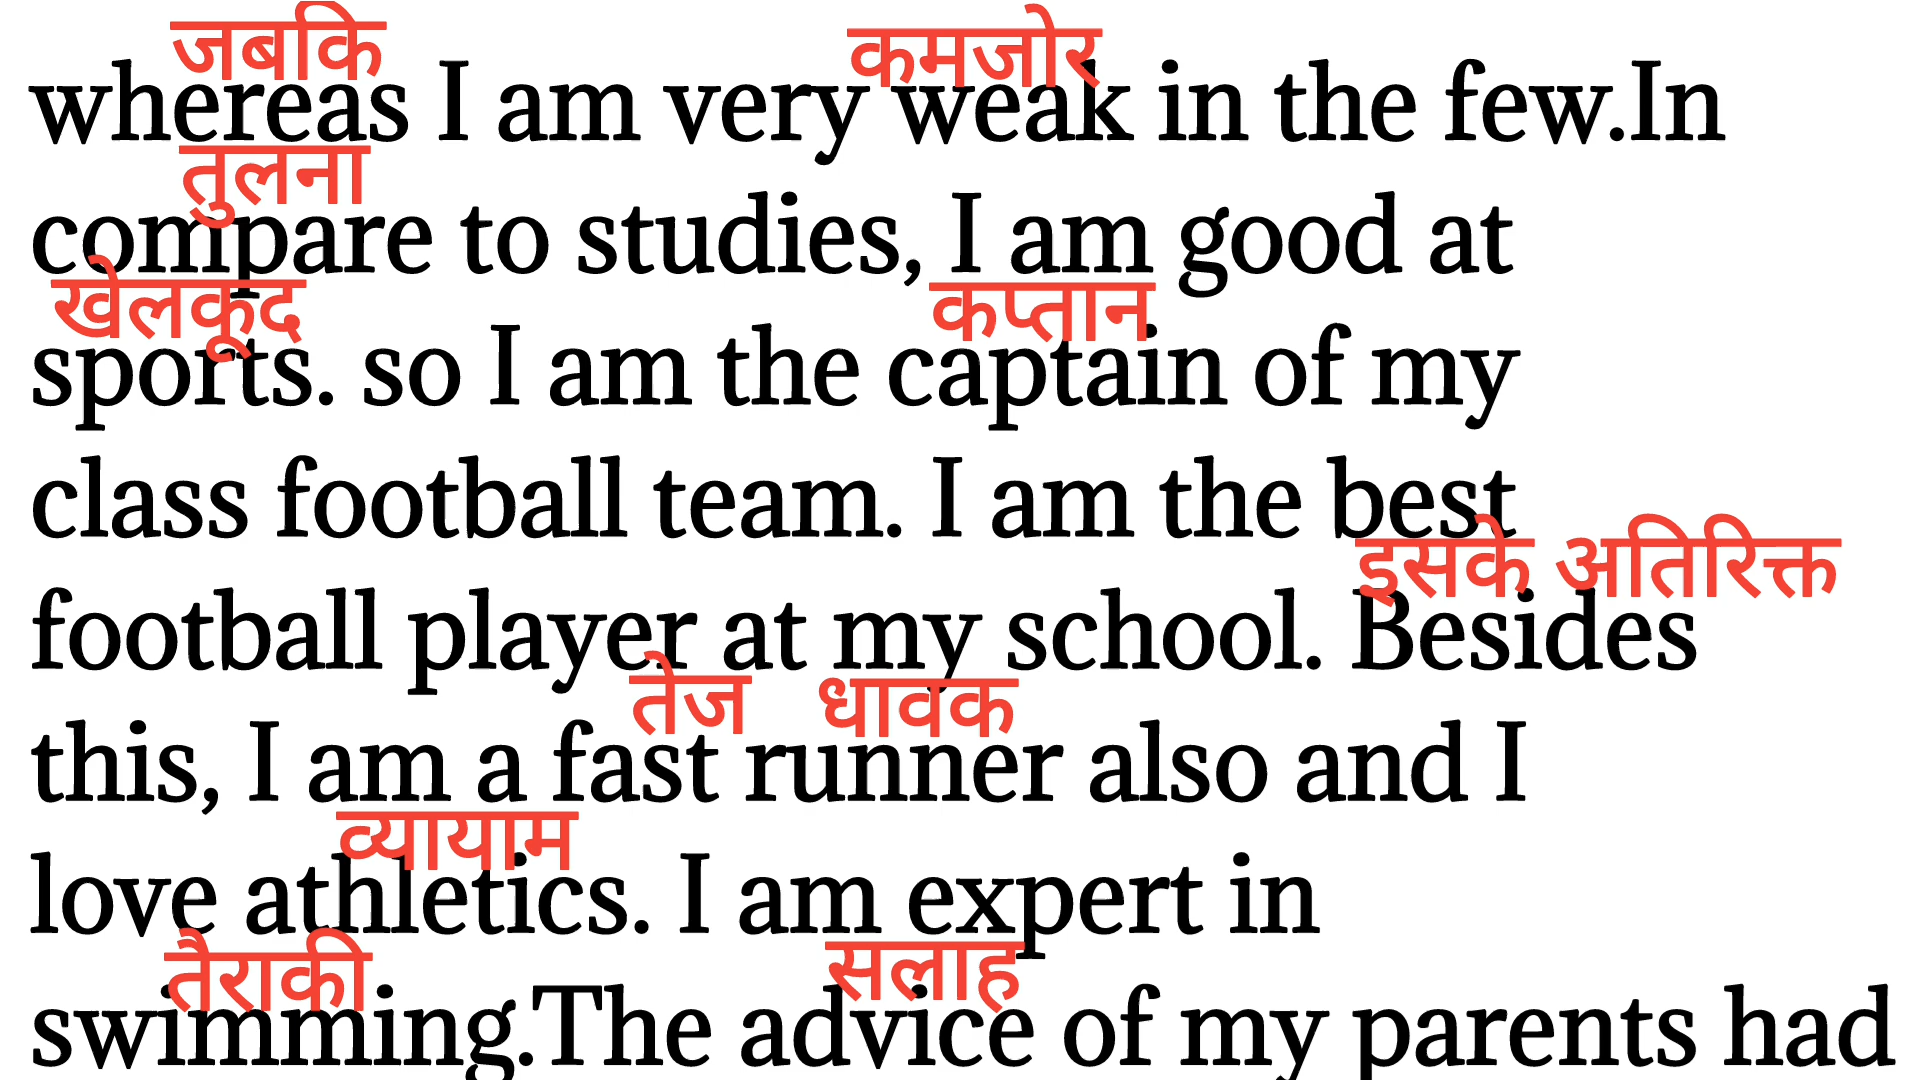 जबकि कमजोर
whereas I am very weak in the few.In
तुलना
compare to studies, I am good at
खेलकूद कप्तान
sports. so I am the captain of my
class football team. I am the best
इसके अतिरिक्त
football player at my school. Besides
तेज धावक
this, I am a fast runner also and I
व्यायाम
love athletics. I am expert in
तैराकी सलाह
swimming.The advice of my parents had